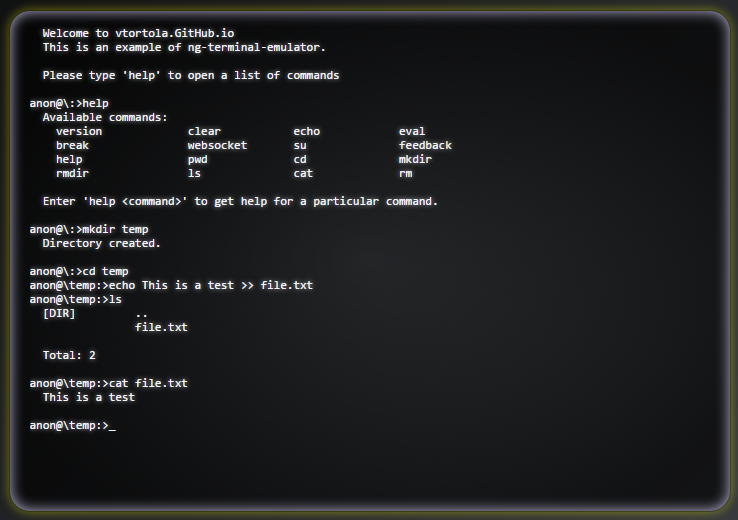 Welcome to vtortola.GitHub.io
This is an example of ng-terminal-emulator.
Please type 'help' to open a list of commands
anon@\:>help
Available commands:
version clear echo eval
break websocket su feedback
help pwd cd mkdir
rmdir ls cat rm
Enter 'help <command>' to get help for a particular command.
anon@\:>mkdir temp
Directory created.
anon@\:>cd temp
anon@\temp:>echo This is a test >> file.txt
anon@\temp:>ls
[DIR] ..
file.txt
Total: 2
anon@\temp:>cat file.txt
This is a test
anon@\temp:>_